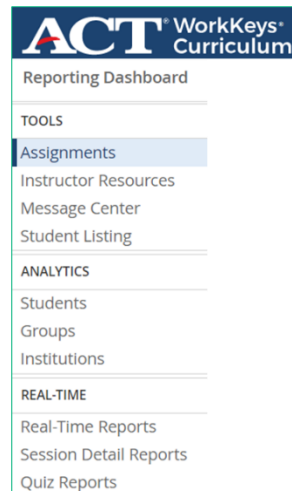 ACT® WorkKeys®
Curriculum
Reporting Dashboard
TOOLS
Assignments
Instructor Resources
Message Center
Student Listing
ANALYTICS
Students
Groups
Institutions
REAL-TIME
Real-Time Reports
Session Detail Reports
Quiz Reports